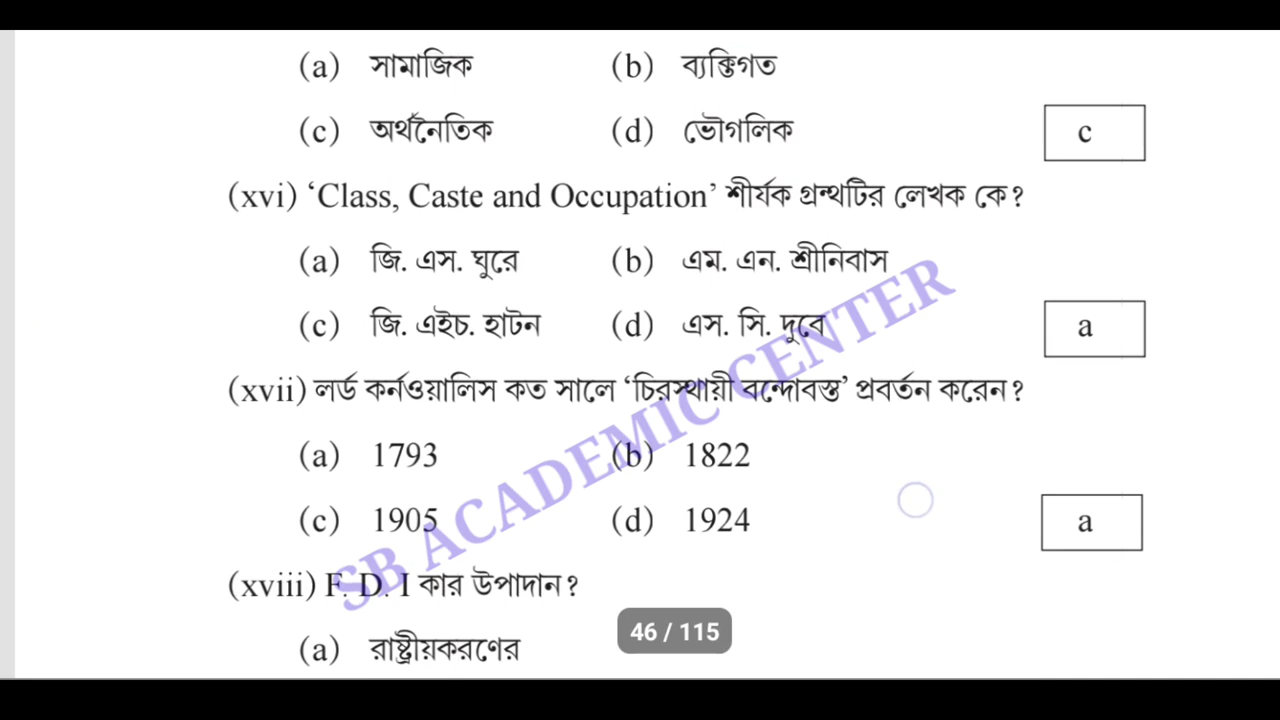 (a) সামাজিক (b) ব্যক্তিগত
(c) অর্থনৈতিক (d) ভৌগলিক c
(xvi) ‘Class, Caste and Occupation’ শীর্যক গ্রন্থটির লেখক কে?
(a) জি. এস. ঘুরে (b) এম. এন. শ্রীনিবাস
(c) জি. এইচ. হাটন (d) এস. সি. দুবে a
(xvii) লর্ড কর্নওয়ালিস কত সালে ‘চিরস্থায়ী বন্দোবস্ত’ প্রবর্তন করেন?
(a) 1793 (b) 1822
(c) 1905 (d) 1924 a
(xviii) F. D. I কার উপাদান?
(a) রাষ্ট্রীয়করণের
46 / 115
SB ACADEMIC CENTER